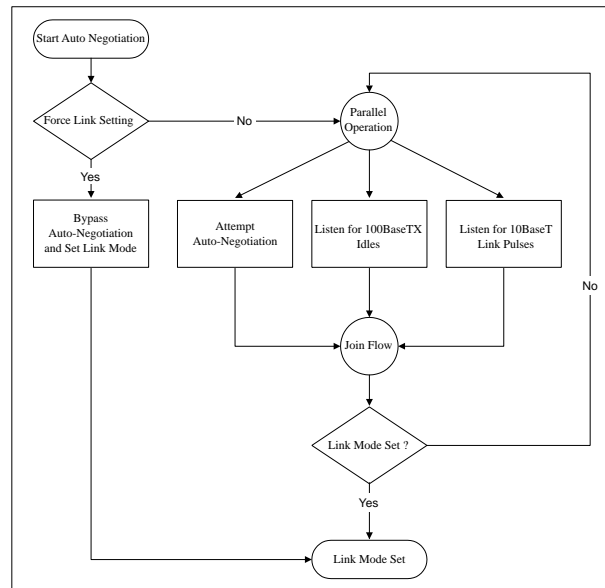 Start Auto Negotiation
Force Link Setting
No
Parallel
Operation
Yes
Bypass
Auto-Negotiation
and Set Link Mode
Attempt
Auto-Negotiation
Listen for 100BaseTX
Idles
Listen for 10BaseT
Link Pulses
No
Join Flow
Link Mode Set ?
Yes
Link Mode Set